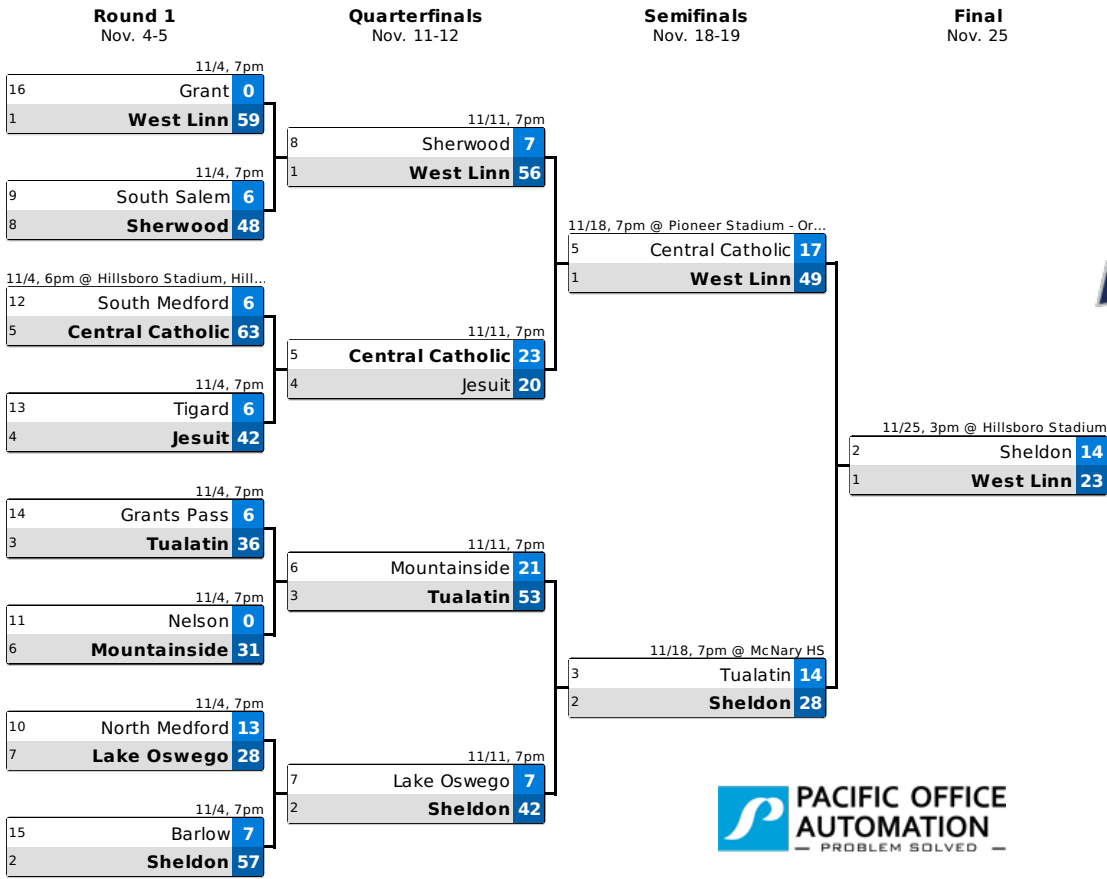 Round 1
Nov. 4-5
Quarterfinals
Nov. 11-12
Semifinals
Nov. 18-19
Final
Nov. 25
11/4, 7pm
16 Grant 0
1 West Linn 59
11/4, 7pm
9 South Salem 6
8 Sherwood 48
11/4, 6pm @ Hillsboro Stadium, Hill...
12 South Medford 6
5 Central Catholic 63
11/4, 7pm
13 Tigard 6
4 Jesuit 42
11/4, 7pm
14 Grants Pass 6
3 Tualatin 36
11/4, 7pm
11 Nelson 0
6 Mountainside 31
11/4, 7pm
10 North Medford 13
7 Lake Oswego 28
11/4, 7pm
15 Barlow 7
2 Sheldon 57
11/11, 7pm
8 Sherwood 7
1 West Linn 56
11/11, 7pm
5 Central Catholic 23
4 Jesuit 20
11/11, 7pm
6 Mountainside 21
3 Tualatin 53
11/11, 7pm
7 Lake Oswego 7
2 Sheldon 42
11/18, 7pm @ Pioneer Stadium - Or...
5 Central Catholic 17
1 West Linn 49
11/18, 7pm @ McNary HS
3 Tualatin 14
2 Sheldon 28
11/25, 3pm @ Hillsboro Stadium
2 Sheldon 14
1 West Linn 23
PACIFIC OFFICE
AUTOMATION
— PROBLEM SOLVED —